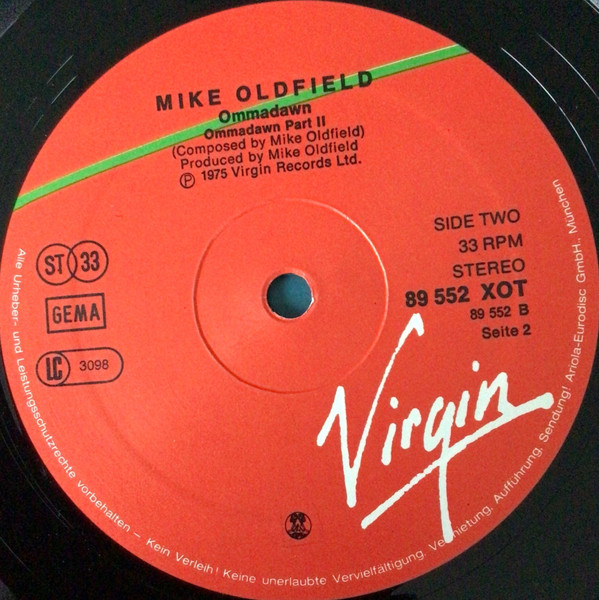 MIKE OLDFIELD
Ommadawn
Ommadawn Part II
(Composed by Mike Oldfield)
Produced by Mike Oldfield
Ⓟ 1975 Virgin Records Ltd.
ST 33
GEMA
LC 3098
SIDE TWO
33 RPM
STEREO
89 552 XOT
89 552 B
Seite 2
Virgin
Alle Urheber- und Leistungsschutzrechte vorbehalten – Kein Verleih! Keine unerlaubte Vervielfältigung, Vermietung, Aufführung, Sendung! Ariola-Eurodisc GmbH., München